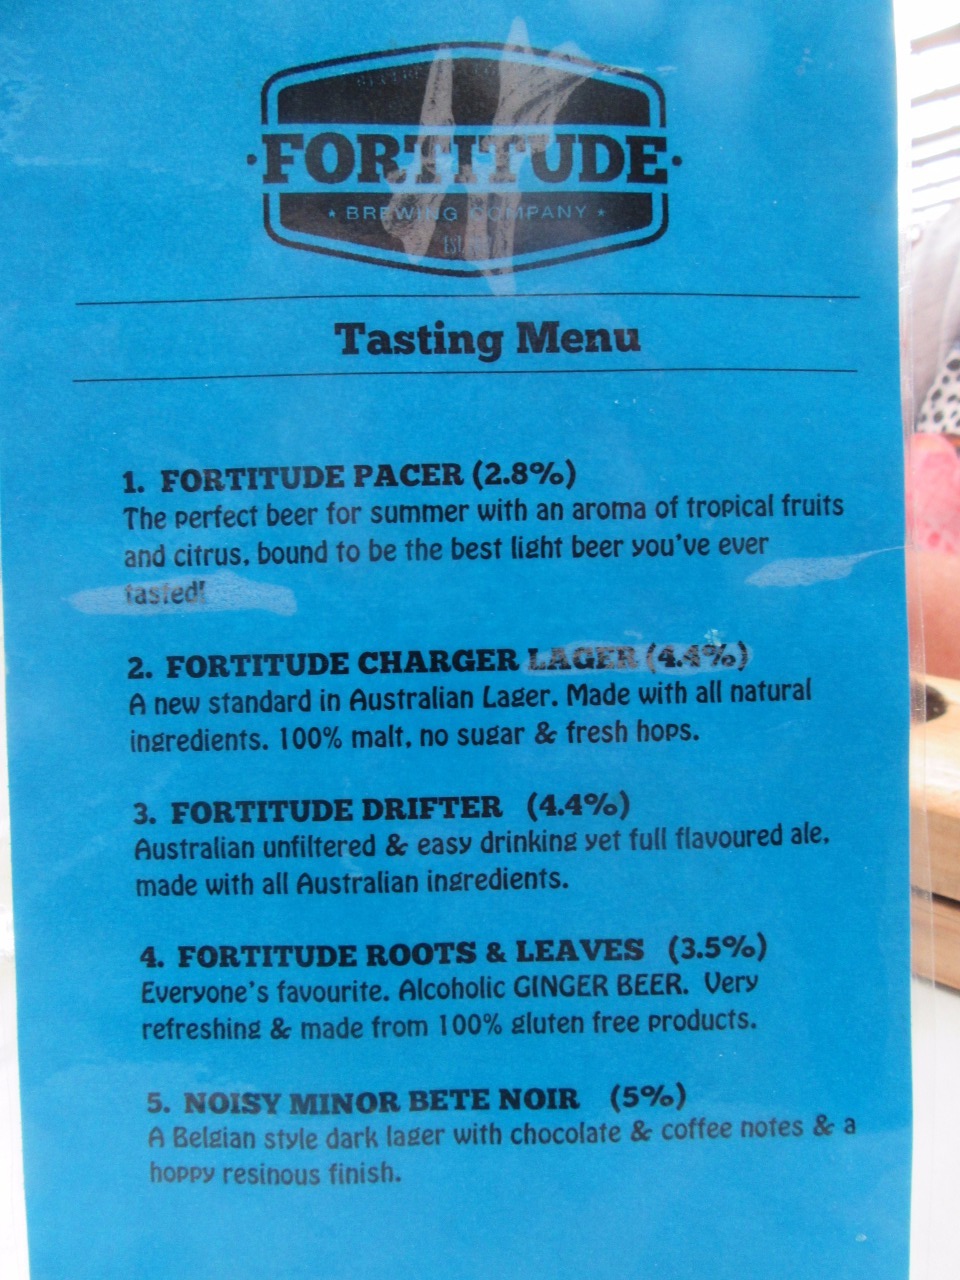 FORTITUDE
BREWING COMPANY
Tasting Menu
1. FORTITUDE PACER (2.8%)
The perfect beer for summer with an aroma of tropical fruits
and citrus, bound to be the best light beer you've ever
tasted!
2. FORTITUDE CHARGER LAGER (4.4%)
A new standard in Australian Lager. Made with all natural
ingredients. 100% malt, no sugar & fresh hops.
3. FORTITUDE DRIFTER (4.4%)
Australian unfiltered & easy drinking yet full flavoured ale,
made with all Australian ingredients.
4. FORTITUDE ROOTS & LEAVES (3.5%)
Everyone's favourite. Alcoholic GINGER BEER. Very
refreshing & made from 100% gluten free products.
5. NOISY MINOR BETE NOIR (5%)
A Belgian style dark lager with chocolate & coffee notes & a
hoppy resinous finish.